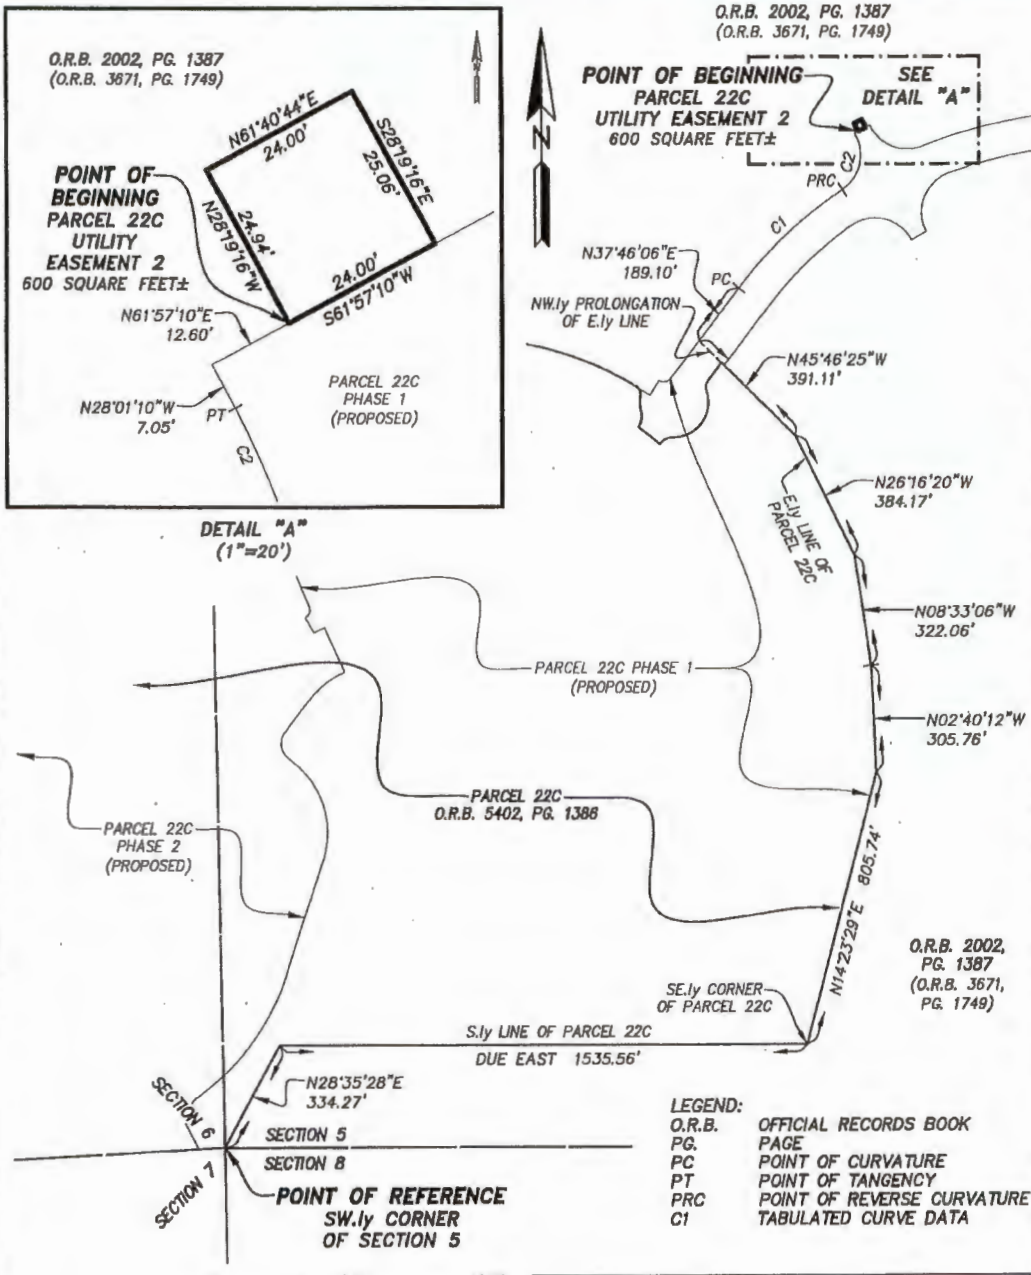 O.R.B. 2002, PG. 1387
(O.R.B. 3671, PG. 1749)
N61°40'44"E
24.00'
S28°19'16"E
25.06'
POINT OF
BEGINNING
PARCEL 22C
UTILITY
EASEMENT 2
600 SQUARE FEET±
24.94'
N28°19'16"W
24.00'
S61°57'10"W
N61°57'10"E
12.60'
N28°01'10"W
7.05'
PT
C2
PARCEL 22C
PHASE 1
(PROPOSED)
DETAIL "A"
(1"=20')
N
O.R.B. 2002, PG. 1387
(O.R.B. 3671, PG. 1749)
POINT OF BEGINNING
PARCEL 22C
UTILITY EASEMENT 2
600 SQUARE FEET±
SEE
DETAIL "A"
C2
PRC
C1
N37°46'06"E
189.10'
PC
NW.ly PROLONGATION
OF E.ly LINE
N45°46'25"W
391.11'
N26°16'20"W
384.17'
E.ly LINE OF
PARCEL 22C
N08°33'06"W
322.06'
PARCEL 22C PHASE 1
(PROPOSED)
N02°40'12"W
305.76'
PARCEL 22C
O.R.B. 5402, PG. 1386
PARCEL 22C
PHASE 2
(PROPOSED)
N14°23'29"E 805.74'
O.R.B. 2002,
PG. 1387
(O.R.B. 3671,
PG. 1749)
SE.ly CORNER
OF PARCEL 22C
S.ly LINE OF PARCEL 22C
DUE EAST 1535.56'
N28°35'28"E
334.27'
SECTION 6
SECTION 5
SECTION 8
SECTION 7
POINT OF REFERENCE
SW.ly CORNER
OF SECTION 5
LEGEND:
O.R.B. OFFICIAL RECORDS BOOK
PG. PAGE
PC POINT OF CURVATURE
PT POINT OF TANGENCY
PRC POINT OF REVERSE CURVATURE
C1 TABULATED CURVE DATA